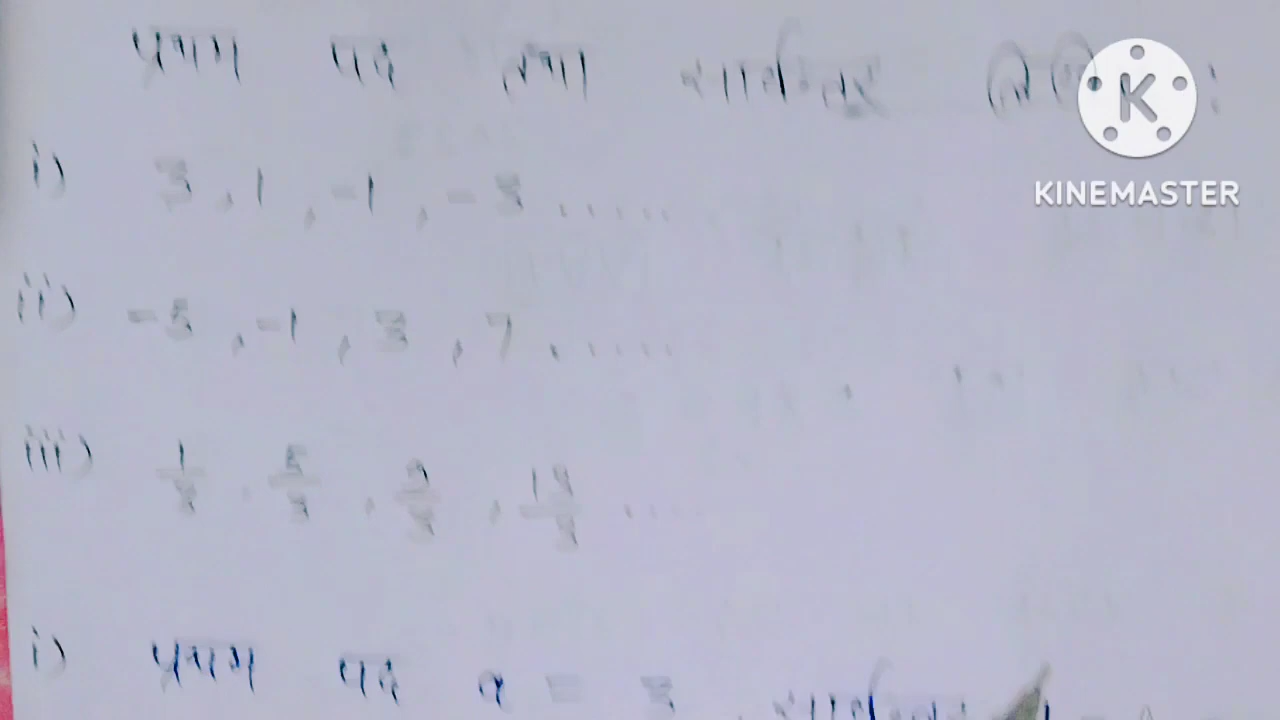 प्रथम पद तथा सार्वान्तर :
KINEMASTER
i) 3 , 1 , -1 , -3 .....
ii) -5 , -1 , 3 , 7 .....
iii) 1/3 , 5/3 , 9/3 , 13/3 ....
i) प्रथम पद a = 3 ,